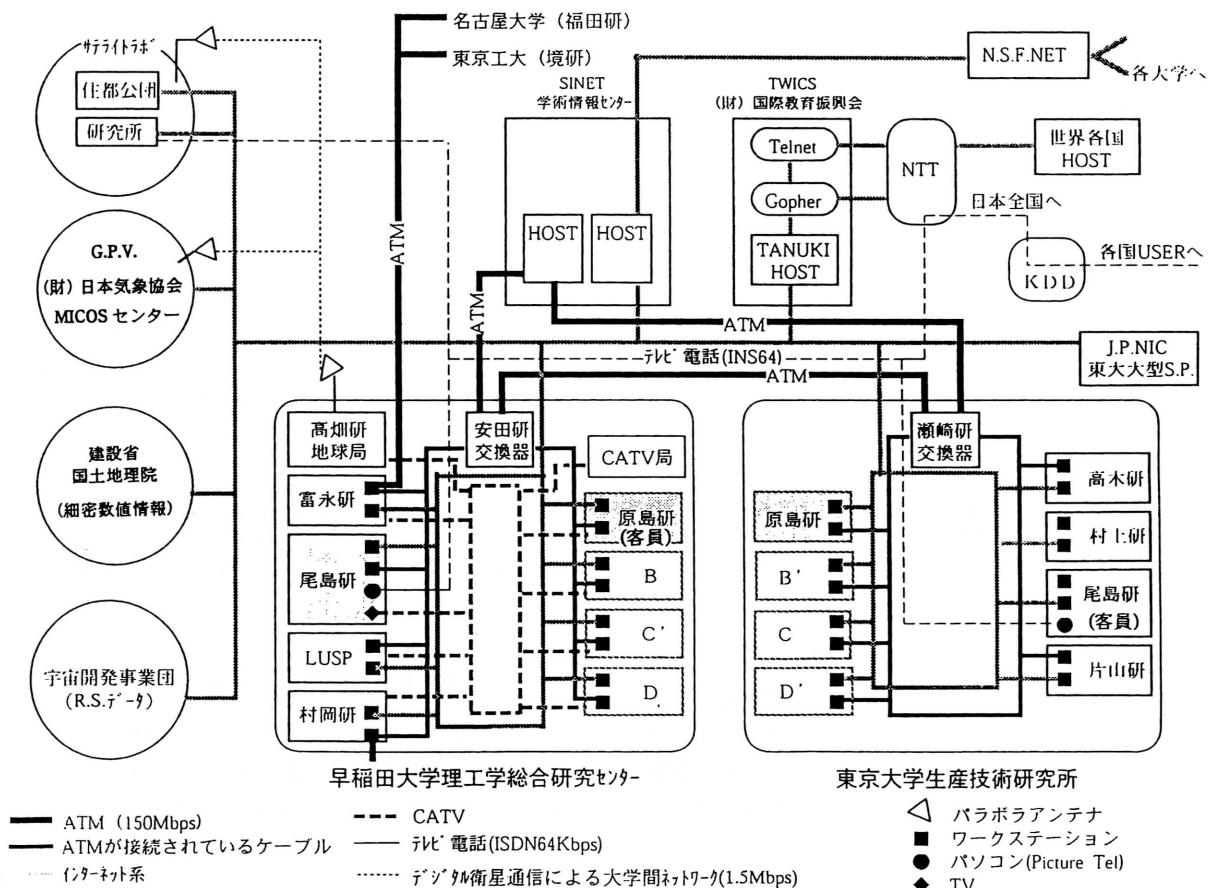 サテライトラボ
住都公団
研究所
G.P.V.
(財) 日本気象協会
MICOS センター
建設省
国土地理院
(細密数値情報)
宇宙開発事業団
(R.S.データ)
名古屋大学 (福田研)
東京工大 (境研)
ATM
SINET
学術情報センター
HOST
HOST
ATM
TWICS
(財) 国際教育振興会
Telnet
Gopher
TANUKI
HOST
N.S.F.NET
各大学へ
NTT
世界各国
HOST
日本全国へ
KDD
各国USERへ
ATM
テレビ電話(INS64)
ATM
J.P.NIC
東大大型S.P.
高畑研
地球局
安田研
交換器
CATV局
富永研
尾島研
LUSP
村岡研
原島研
(客員)
B
C'
D
早稲田大学理工学総合研究センター
瀬崎研
交換器
原島研
B'
C
D'
高木研
村上研
尾島研
(客員)
片山研
東京大学生産技術研究所
ATM (150Mbps)
ATMが接続されているケーブル
インターネット系
CATV
テレビ電話(ISDN64Kbps)
デジタル衛星通信による大学間ネットワーク(1.5Mbps)
パラボラアンテナ
ワークステーション
パソコン(Picture Tel)
TV